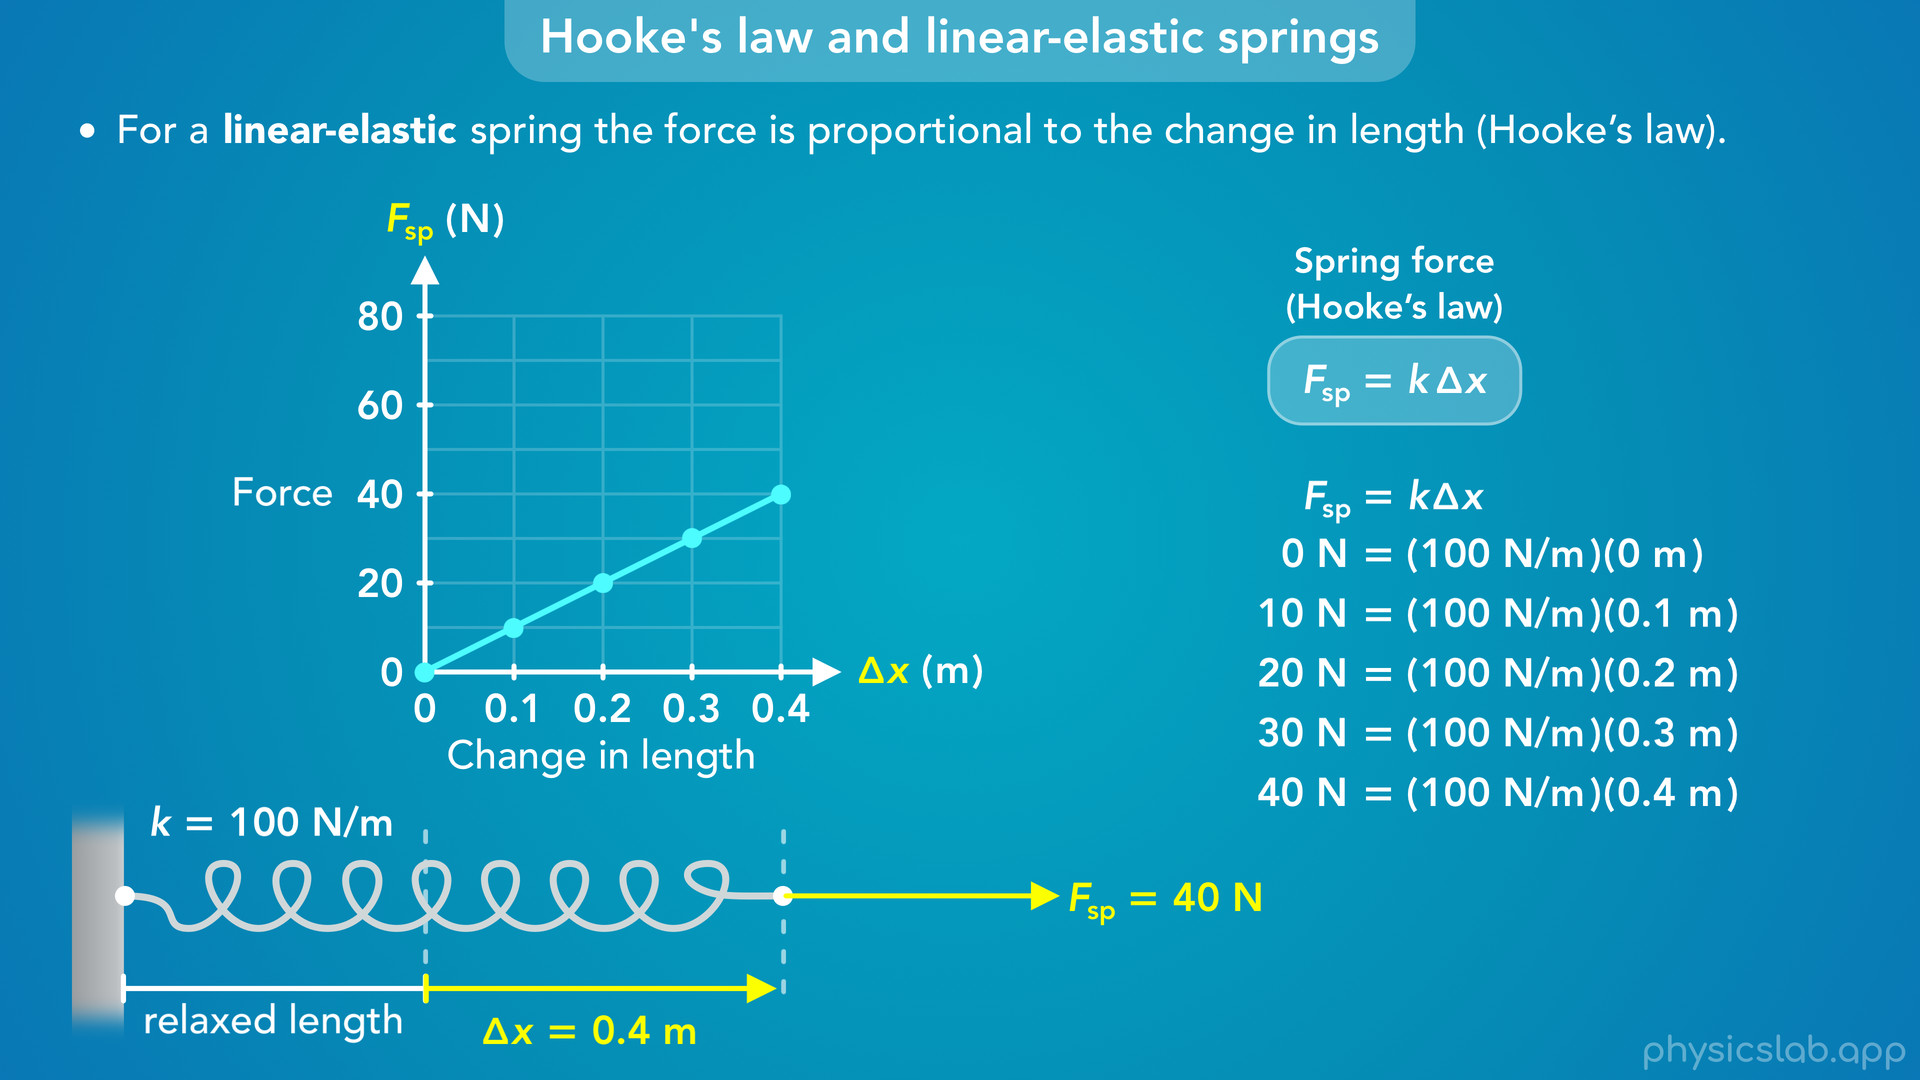 Hooke's law and linear-elastic springs
• For a linear-elastic spring the force is proportional to the change in length (Hooke’s law).
Fsp (N)
80
60
Force 40
20
0
0 0.1 0.2 0.3 0.4
Δx (m)
Change in length
Spring force
(Hooke’s law)
Fsp = k Δx
Fsp = kΔx
0 N = (100 N/m)(0 m)
10 N = (100 N/m)(0.1 m)
20 N = (100 N/m)(0.2 m)
30 N = (100 N/m)(0.3 m)
40 N = (100 N/m)(0.4 m)
k = 100 N/m
Fsp = 40 N
relaxed length
Δx = 0.4 m
physicslab.app